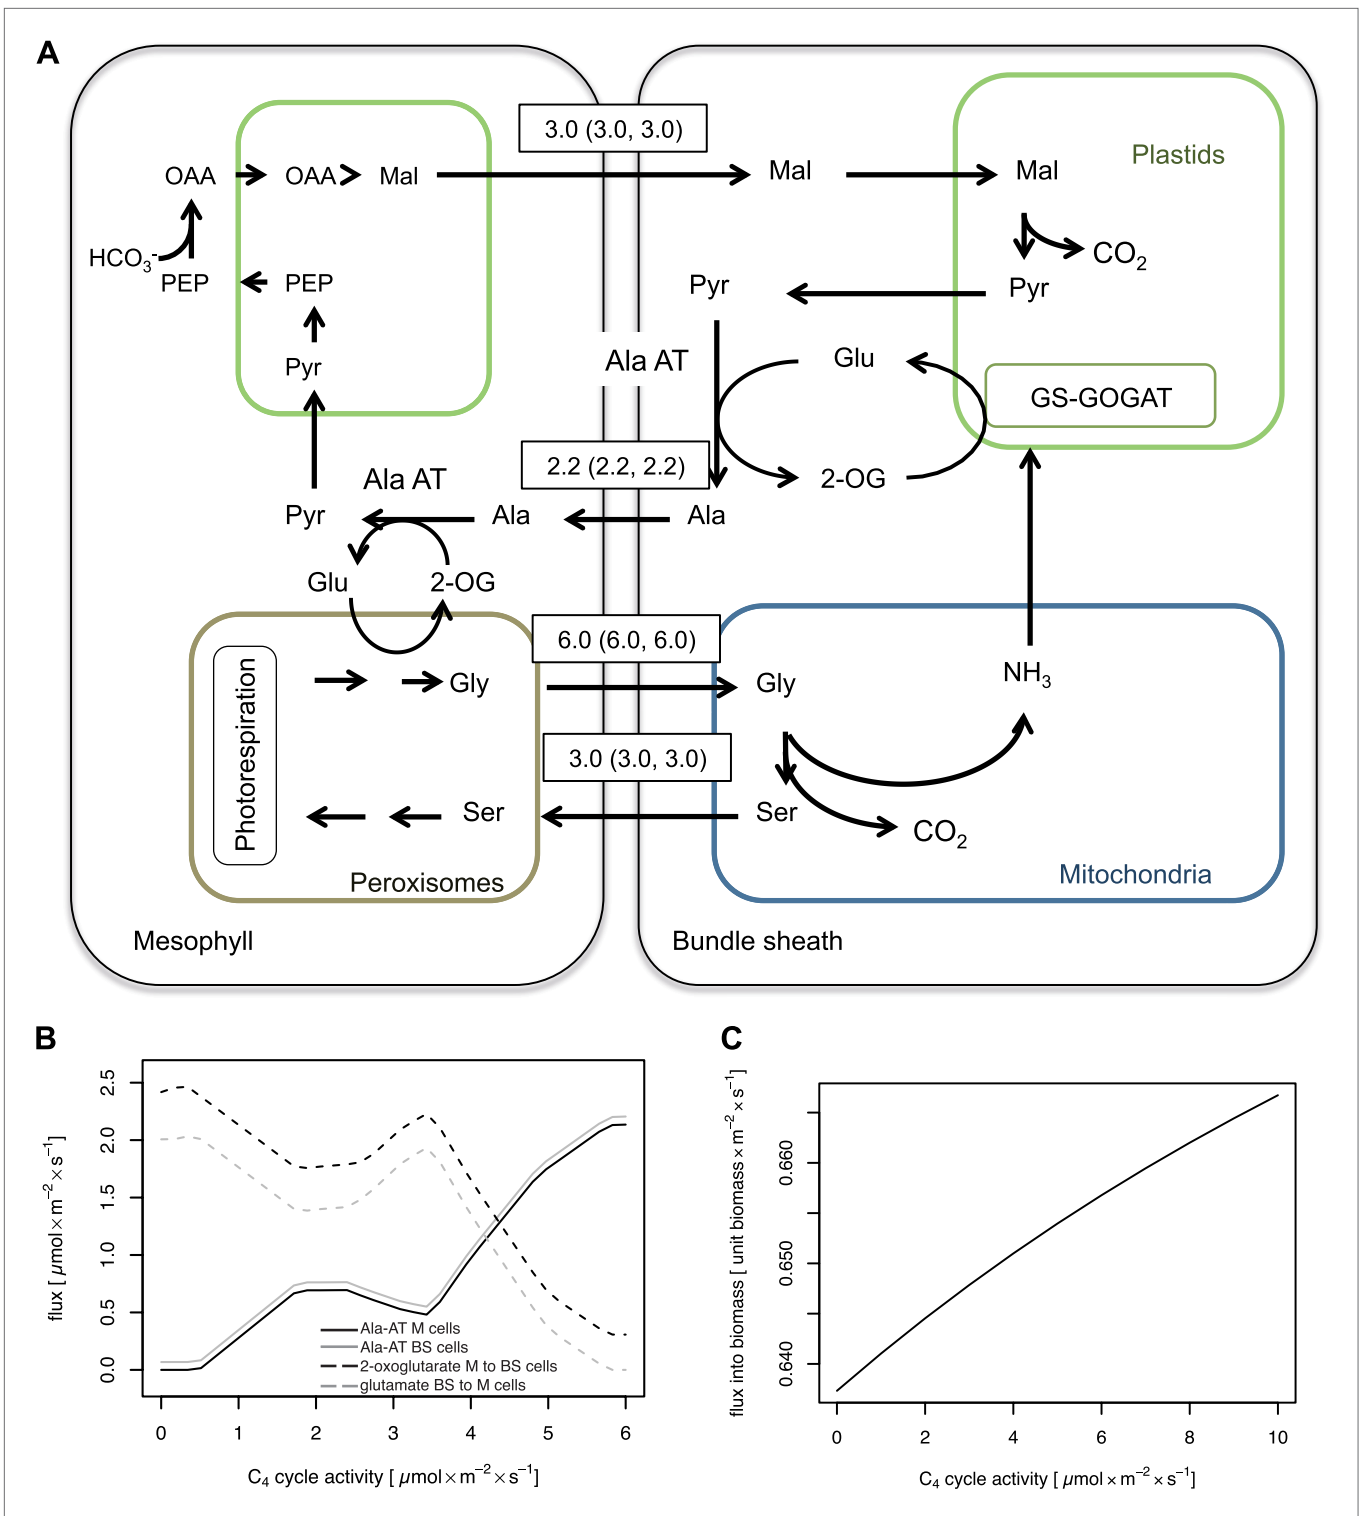 A
3.0 (3.0, 3.0)
Plastids
OAA
OAA
Mal
Mal
Mal
HCO3-
CO2
PEP
PEP
Pyr
Pyr
Pyr
Ala AT
Glu
GS-GOGAT
2.2 (2.2, 2.2)
Ala AT
2-OG
Pyr
Ala
Ala
Glu
2-OG
6.0 (6.0, 6.0)
Photorespiration
Gly
Gly
NH3
3.0 (3.0, 3.0)
Ser
Ser
CO2
Peroxisomes
Mitochondria
Mesophyll
Bundle sheath
B
flux [ µmol×m−2×s−1]
2.5
2.0
1.5
1.0
0.5
0.0
Ala-AT M cells
Ala-AT BS cells
2-oxoglutarate M to BS cells
glutamate BS to M cells
0 1 2 3 4 5 6
C4 cycle activity [ µmol×m−2×s−1]
C
flux into biomass [ unit biomass×m−2×s−1]
0.660
0.650
0.640
0 2 4 6 8 10
C4 cycle activity [ µmol×m−2×s−1]